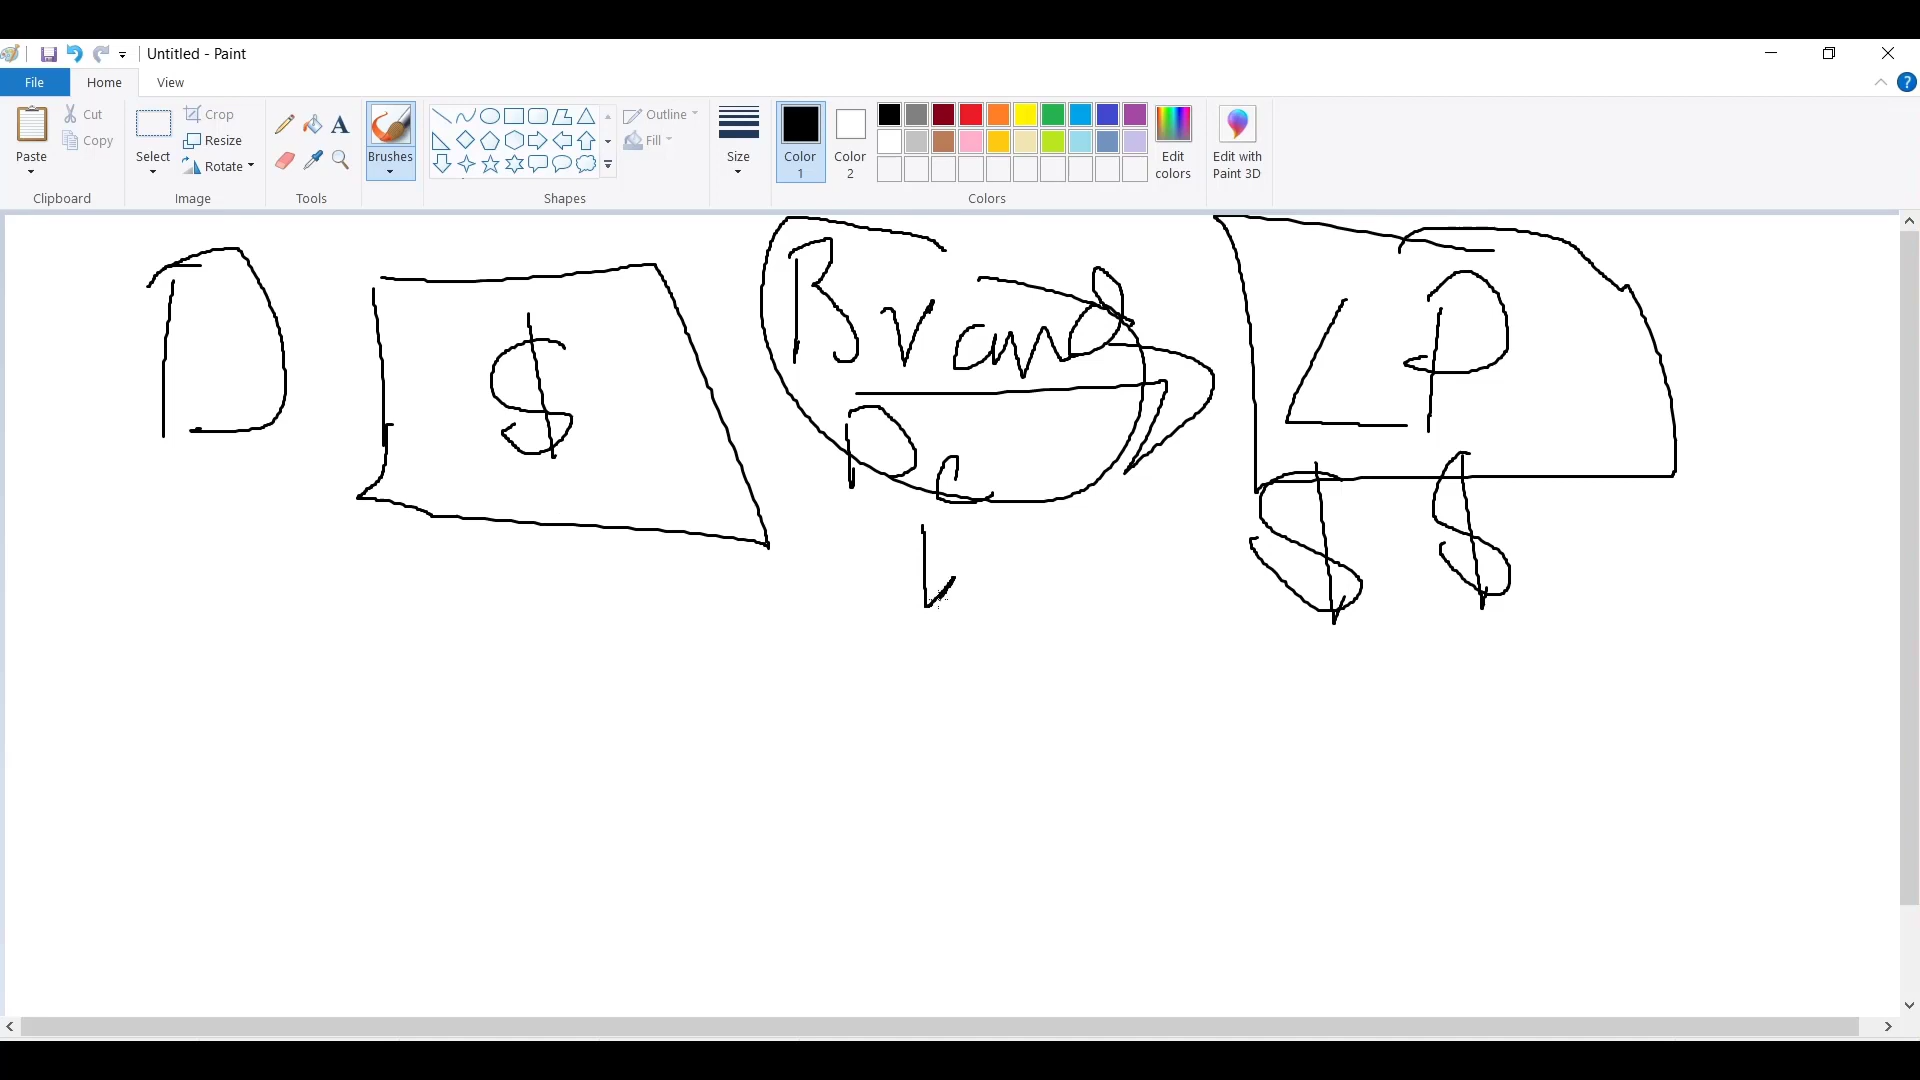 Untitled - Paint
File Home View
Paste
Cut
Copy
Clipboard
Select
Crop
Resize
Rotate
Image
Tools
Brushes
Shapes
Outline
Fill
Size
Color 1
Color 2
Edit colors
Colors
Edit with Paint 3D
?
D $ Brand LP
Pc
$ $